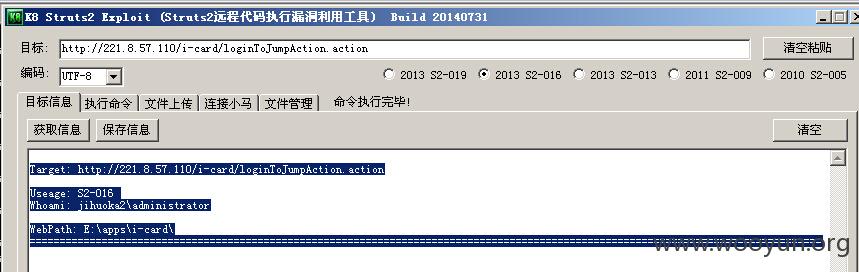 K8 Struts2 Exploit (Struts2远程代码执行漏洞利用工具) Build 20140731
目标: http://221.8.57.110/i-card/loginToJumpAction.action 清空粘贴
编码: UTF-8 2013 S2-019 2013 S2-016 2013 S2-013 2011 S2-009 2010 S2-005
目标信息 执行命令 文件上传 连接小马 文件管理 命令执行完毕!
获取信息 保存信息 清空
Target: http://221.8.57.110/i-card/loginToJumpAction.action
Useage: S2-016
Whoami: jihuoka2\administrator
WebPath: E:\apps\i-card\
www.wooyun.org